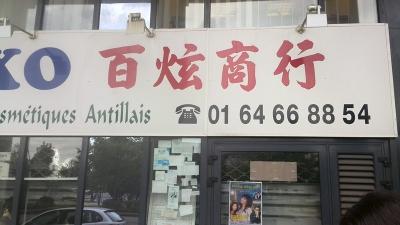 KO 百炫商行
smétiques Antillais ☎ 01 64 66 88 54